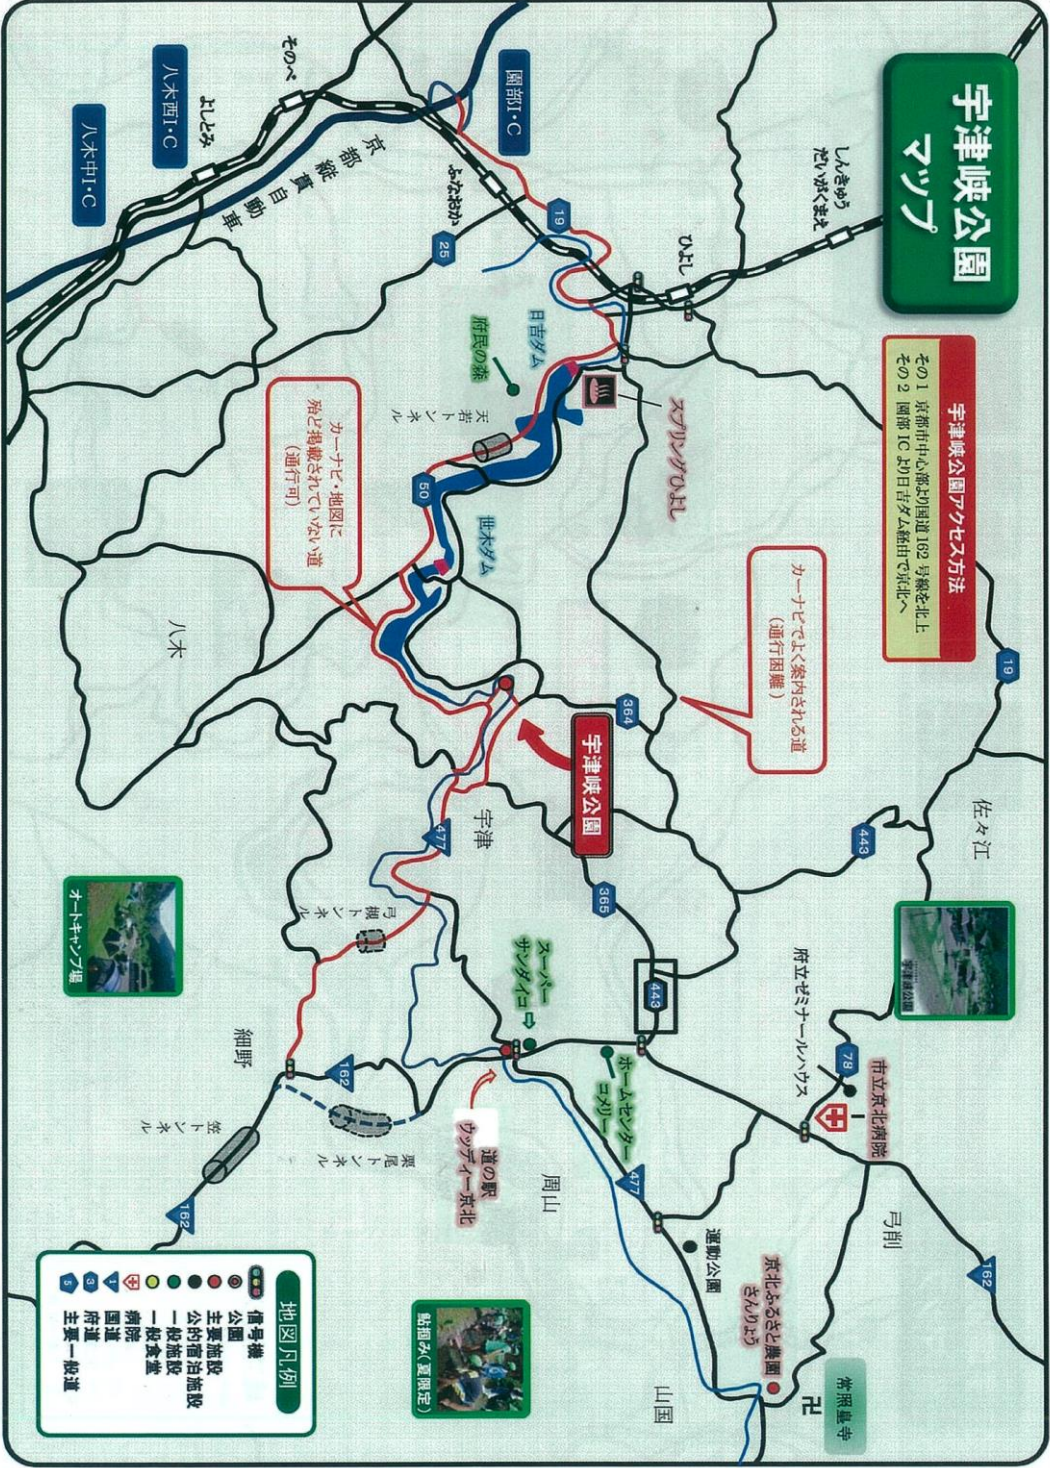 宇津峡公園
マップ
宇津峡公園アクセス方法
その1 京都市中心部より国道162号線を北上
その2 園部ICより日吉ダム経由で京北へ
しんきゅう
だいがくまえ
ひよし
ふなおか
そのべ
よしとみ
園部I・C
八木西I・C
八木中I・C
京都縦貫自動車
19
25
日吉ダム
府民の森
スプリングひよし
天若トンネル
50
世木ダム
カーナビ・地図に
殆ど掲載されていない道
(通行可)
カーナビでよく案内される道
(通行困難)
八木
19
364
佐々江
443
宇津峡公園
宇津
477
365
443
弓槻トンネル
オートキャンプ場
宇津峡公園
府立ゼミナールハウス
78
市立京北病院
スーパー
サンダイコ
ホームセンター
コメリ
細野
162
笠トンネル
栗尾トンネル
162
道の駅
ウッディー京北
周山
477
運動公園
弓削
162
京北ふるさと農園
さんりょう
山国
常照皇寺
卍
鮎掴み(夏限定)
地図凡例
信号機
公園
主要施設
公的宿泊施設
一般施設
一般食堂
病院
1 国道
3 府道
5 主要一般道